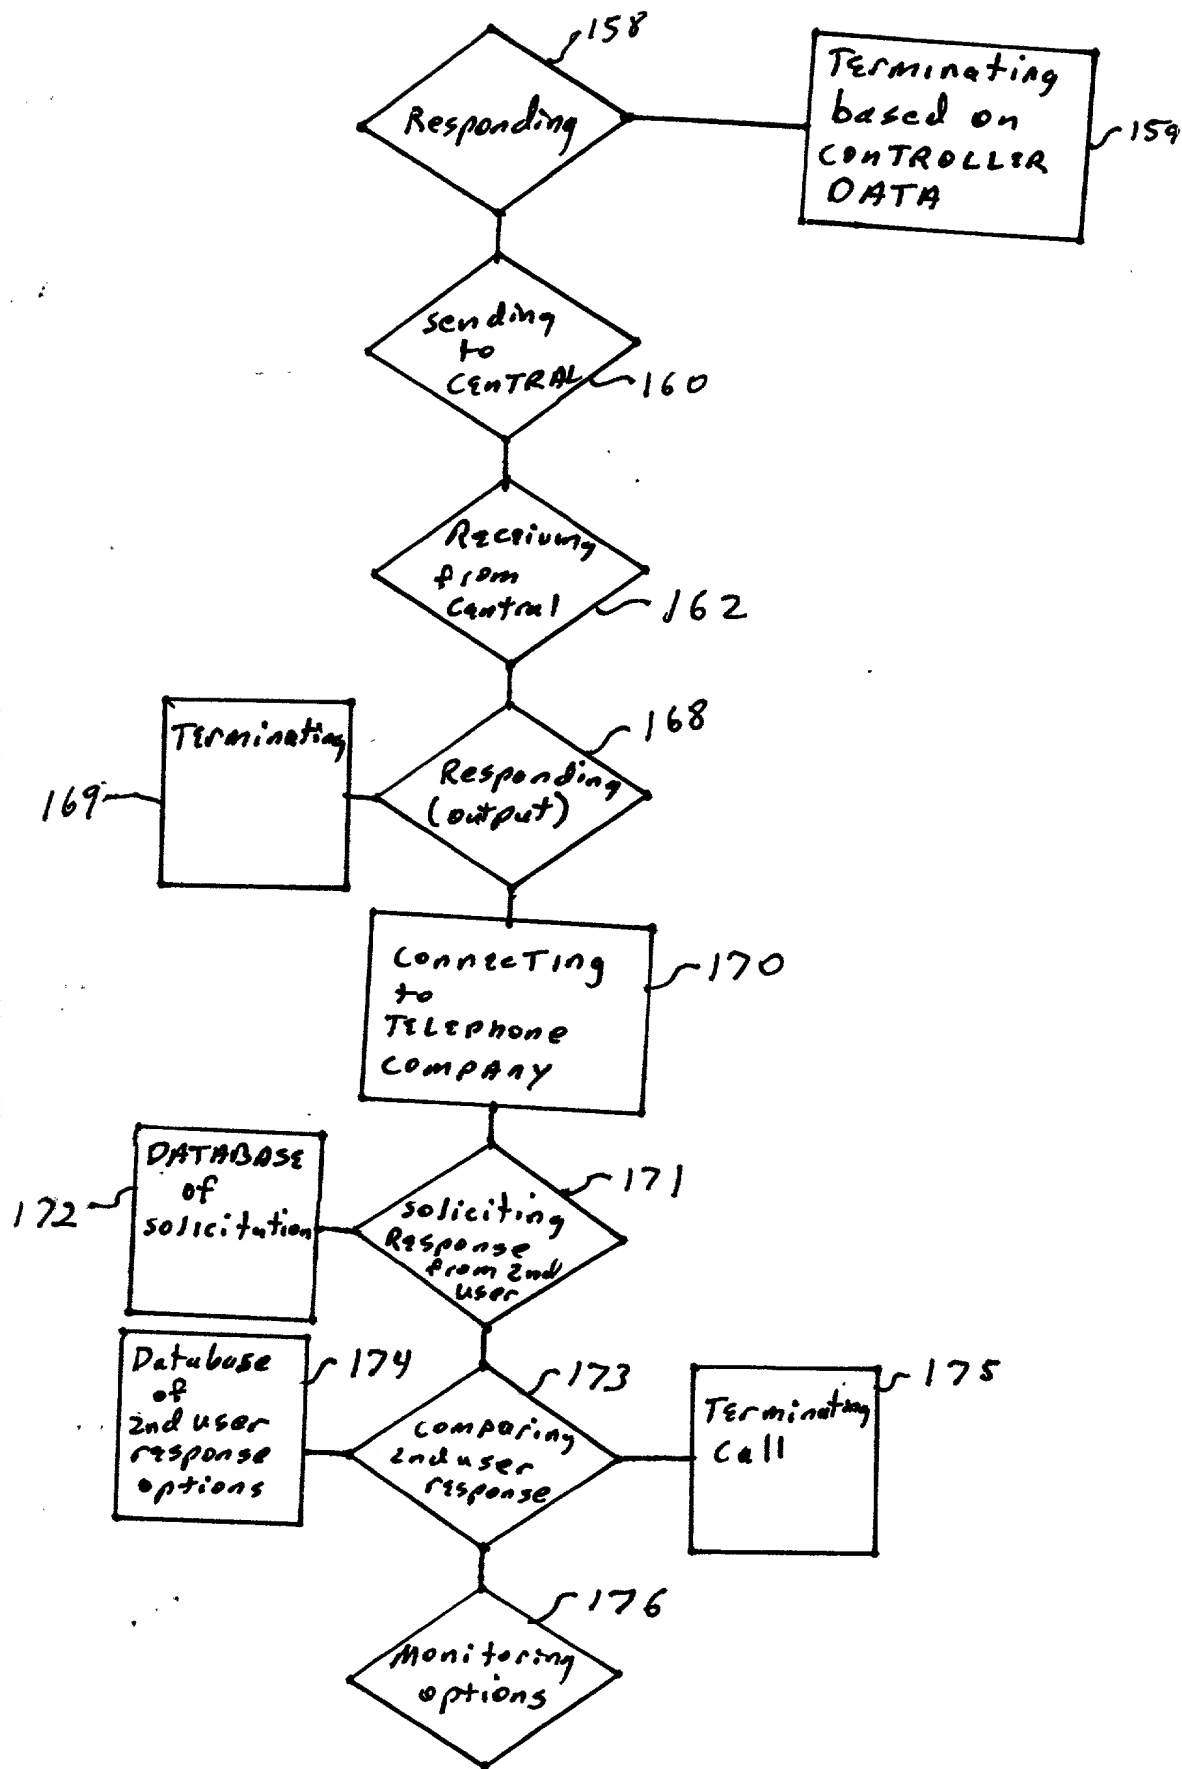 158
Responding
Terminating
based on
CONTROLLER
DATA
159
sending
to
CENTRAL
160
Receiving
from
Central
162
168
Terminating
Responding
(output)
169
Connecting
to
TELEPHONE
COMPANY
170
DATABASE
of
solicitation
172
171
soliciting
Response
from 2nd
user
Database
of
2nd user
response
options
174
173
comparing
2nd user
response
175
Terminating
call
176
Monitoring
options